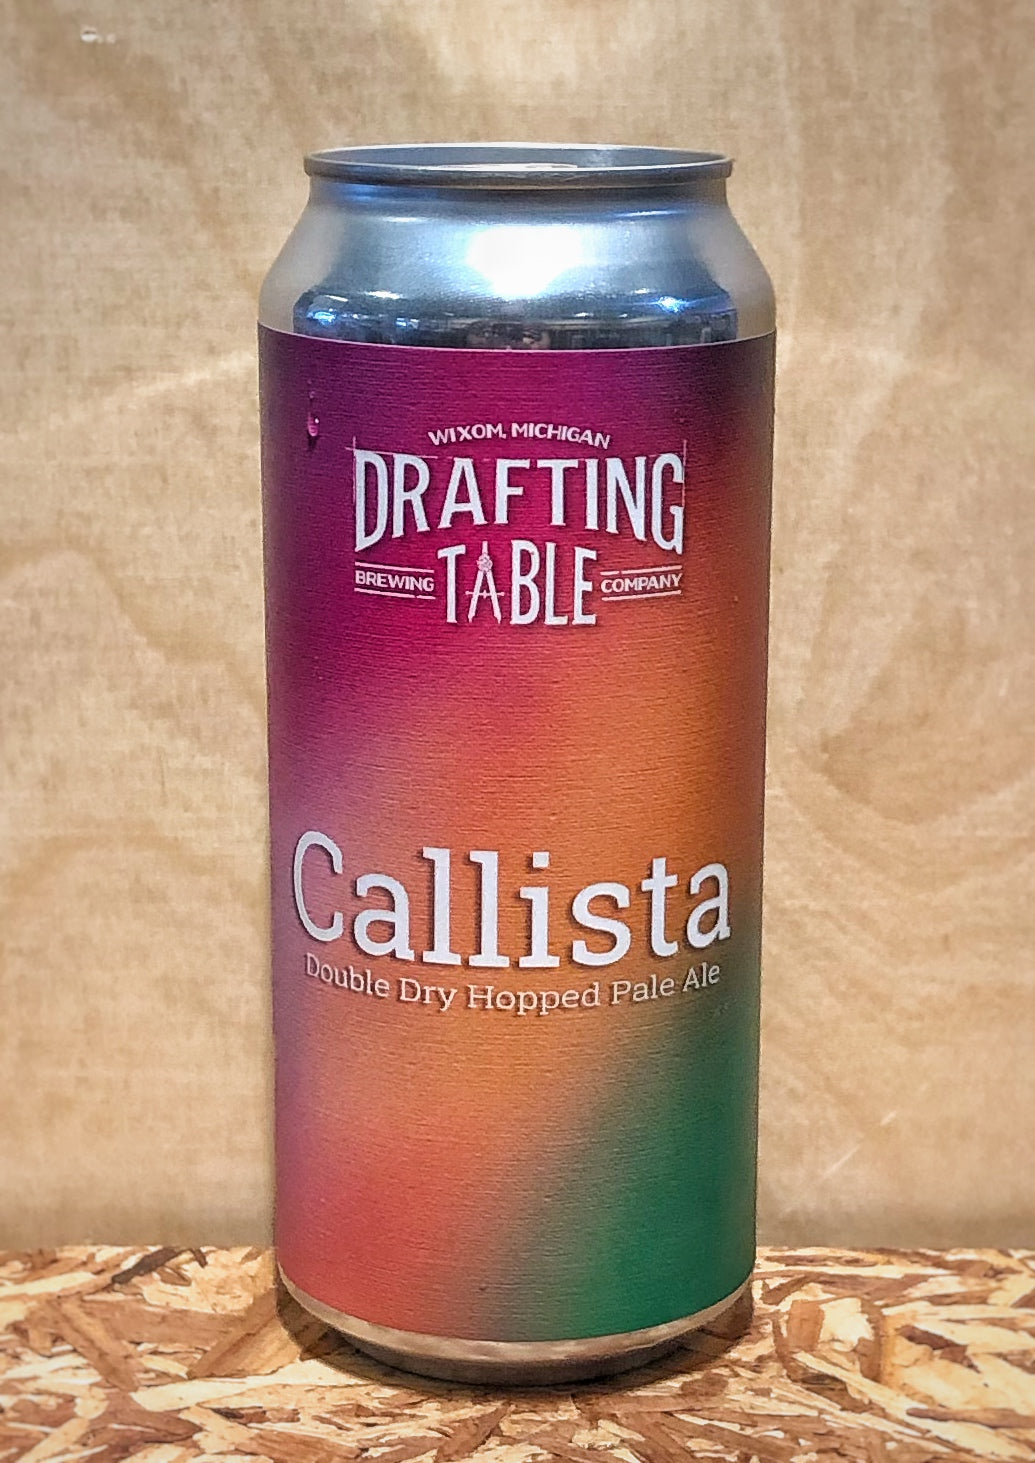 WIXOM, MICHIGAN
DRAFTING
BREWING TABLE COMPANY
Callista
Double Dry Hopped Pale Ale